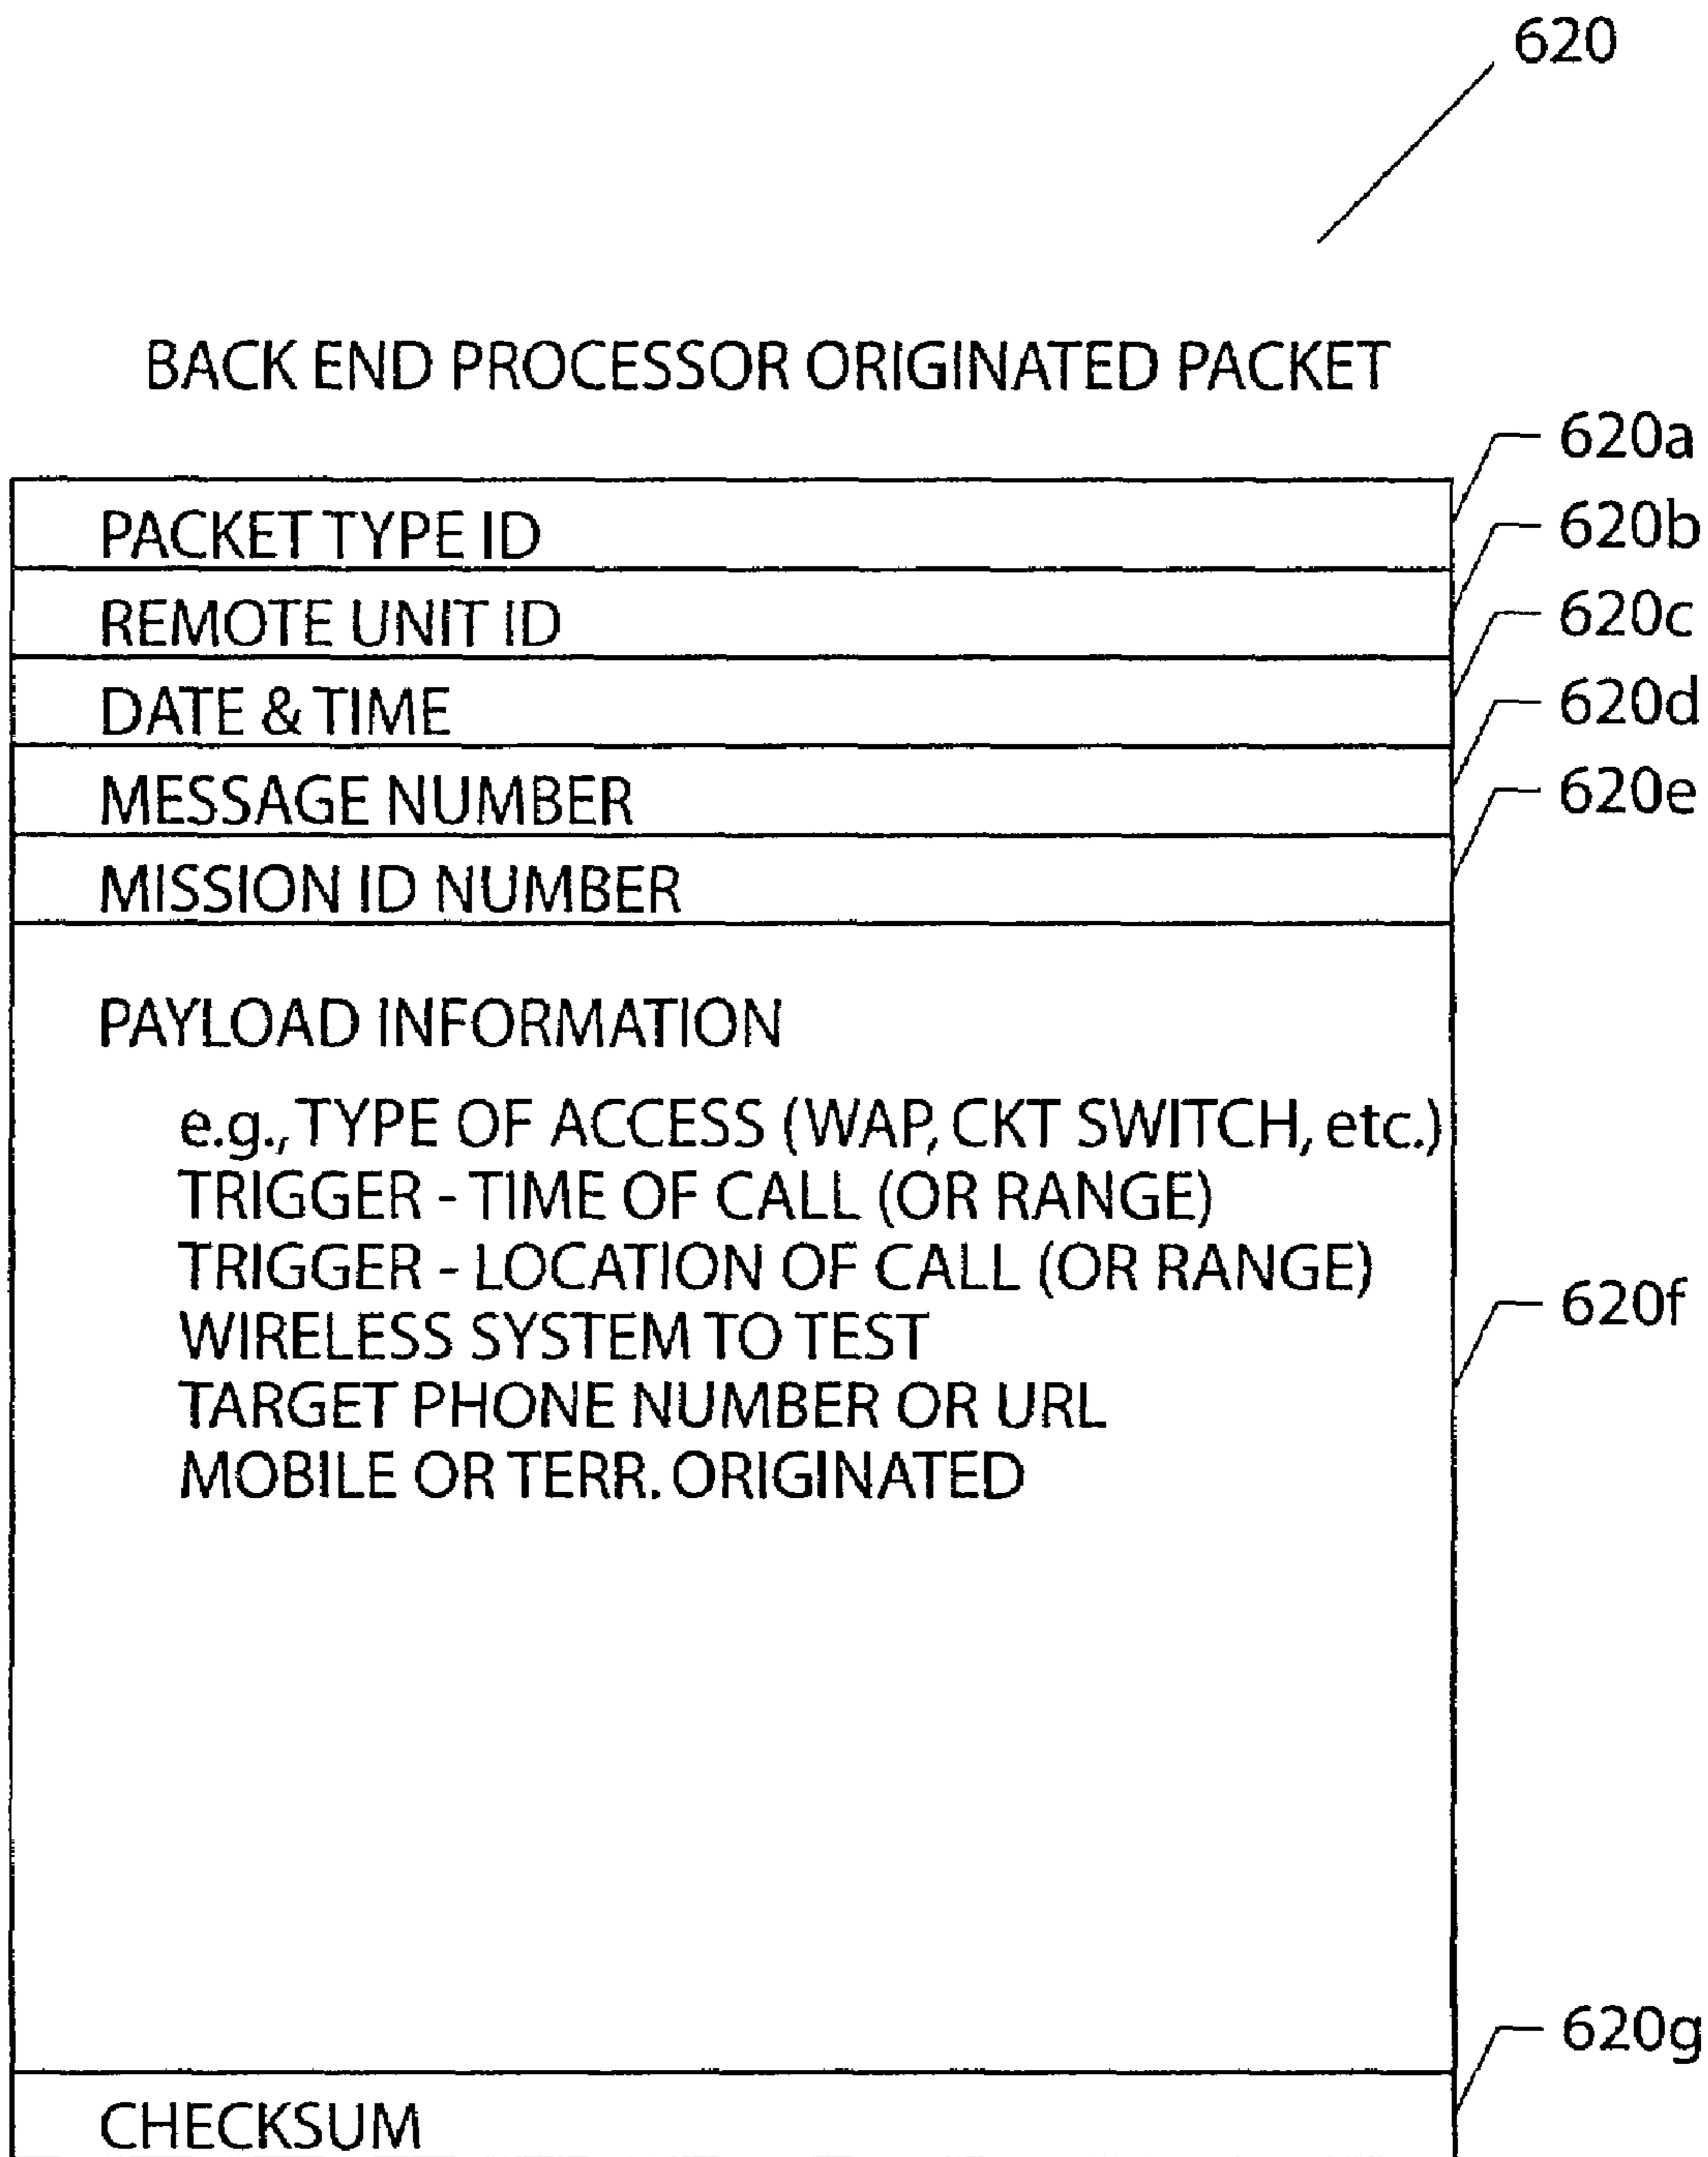 620
BACK END PROCESSOR ORIGINATED PACKET
620a
PACKET TYPE ID
620b
REMOTE UNIT ID
620c
DATE & TIME
620d
MESSAGE NUMBER
620e
MISSION ID NUMBER
PAYLOAD INFORMATION
e.g., TYPE OF ACCESS (WAP, CKT SWITCH, etc.)
TRIGGER - TIME OF CALL (OR RANGE)
TRIGGER - LOCATION OF CALL (OR RANGE)
620f
WIRELESS SYSTEM TO TEST
TARGET PHONE NUMBER OR URL
MOBILE OR TERR. ORIGINATED
620g
CHECKSUM